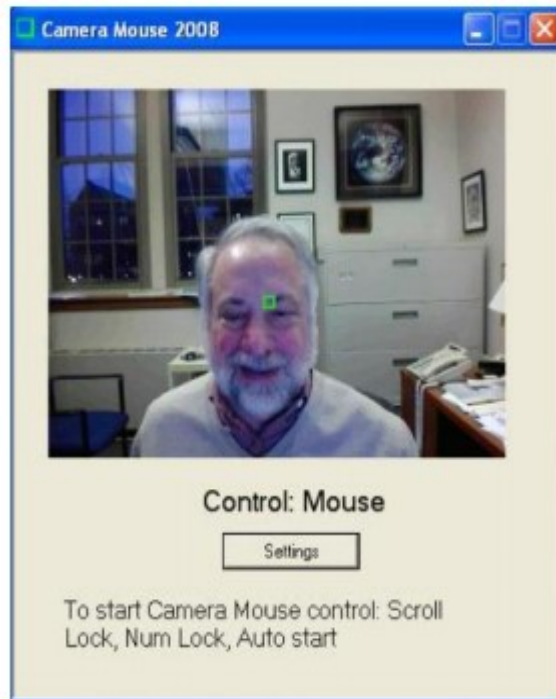 Camera Mouse 2008
Control: Mouse
Settings
To start Camera Mouse control: Scroll
Lock, Num Lock, Auto start